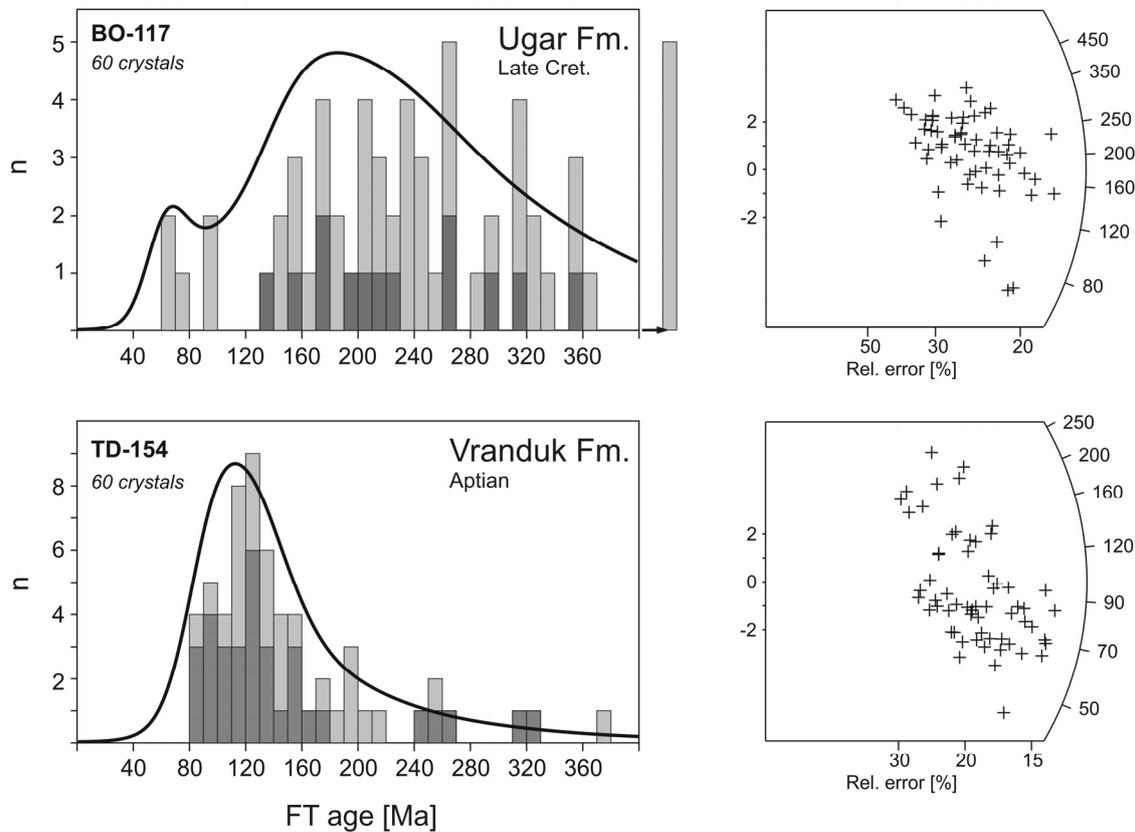 BO-117
60 crystals
Ugar Fm.
Late Cret.
n
5
4
3
2
1
40 80 120 160 200 240 280 320 360
2
0
-2
450
350
250
200
160
120
80
50 30 20
Rel. error [%]
TD-154
60 crystals
Vranduk Fm.
Aptian
n
8
6
4
2
40 80 120 160 200 240 280 320 360
FT age [Ma]
2
0
-2
250
200
160
120
90
70
50
30 20 15
Rel. error [%]